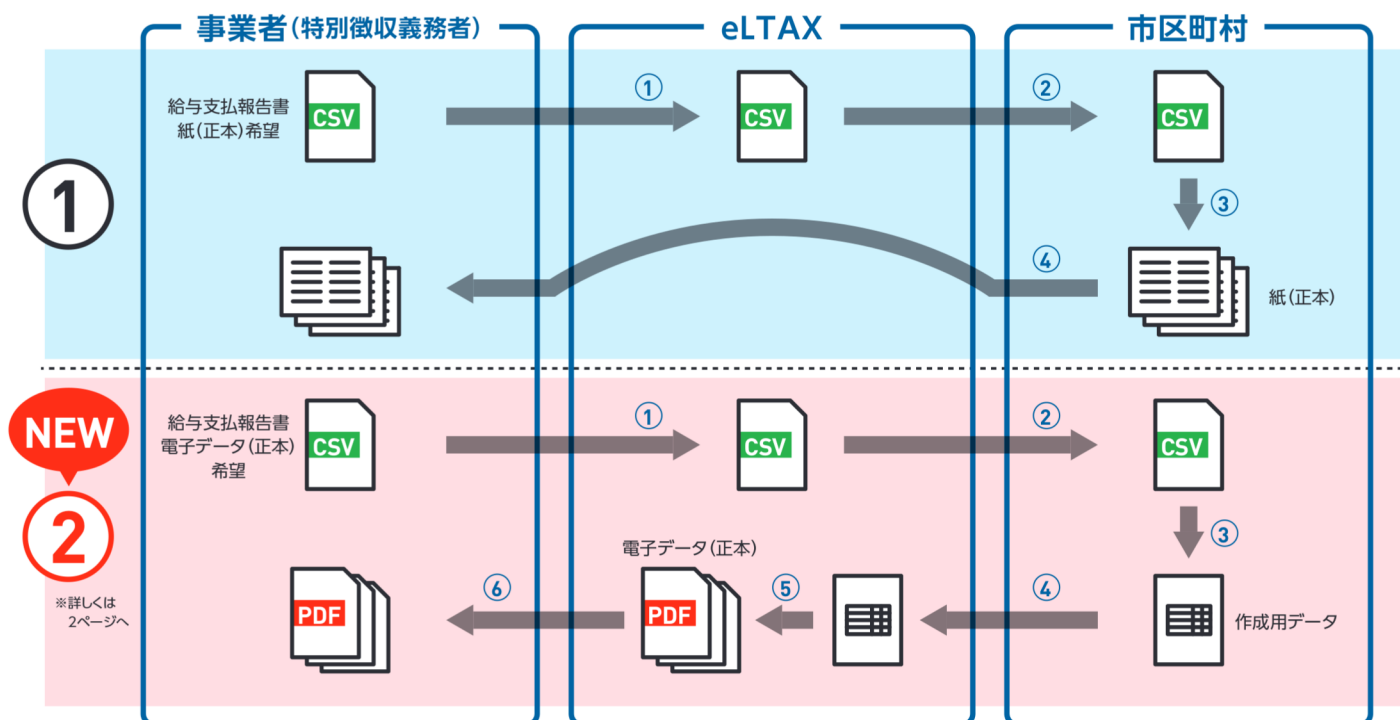 事業者(特別徴収義務者)
eLTAX
市区町村
1
給与支払報告書
紙(正本)希望
CSV
①
CSV
②
CSV
③
④
紙(正本)
NEW
2
※詳しくは
2ページへ
給与支払報告書
電子データ(正本)
希望
CSV
①
CSV
②
CSV
③
電子データ(正本)
PDF
⑥
PDF
⑤
④
作成用データ